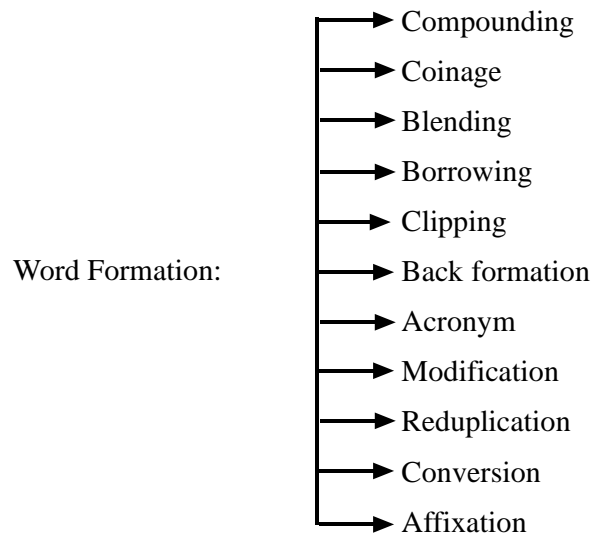 Compounding
Coinage
Blending
Borrowing
Clipping
Word Formation:
Back formation
Acronym
Modification
Reduplication
Conversion
Affixation